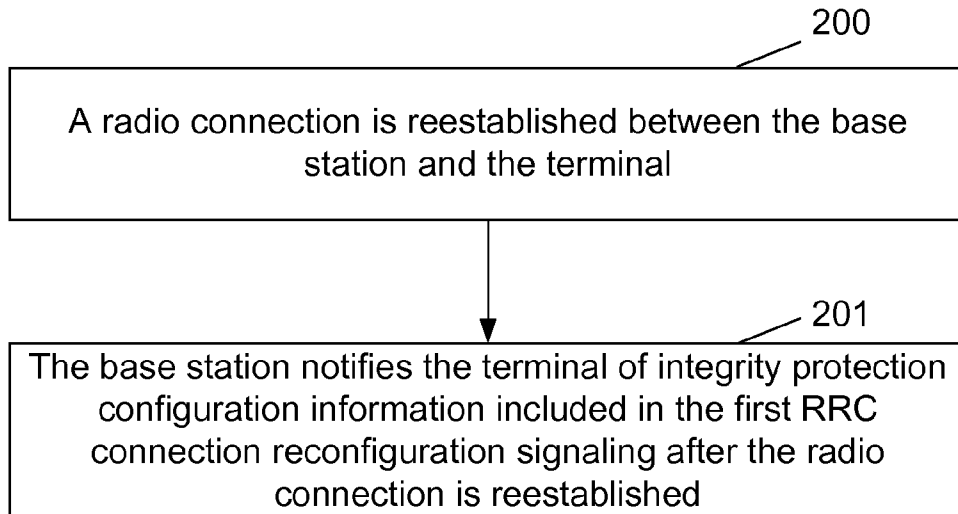 200
A radio connection is reestablished between the base
station and the terminal
201
The base station notifies the terminal of integrity protection
configuration information included in the first RRC
connection reconfiguration signaling after the radio
connection is reestablished